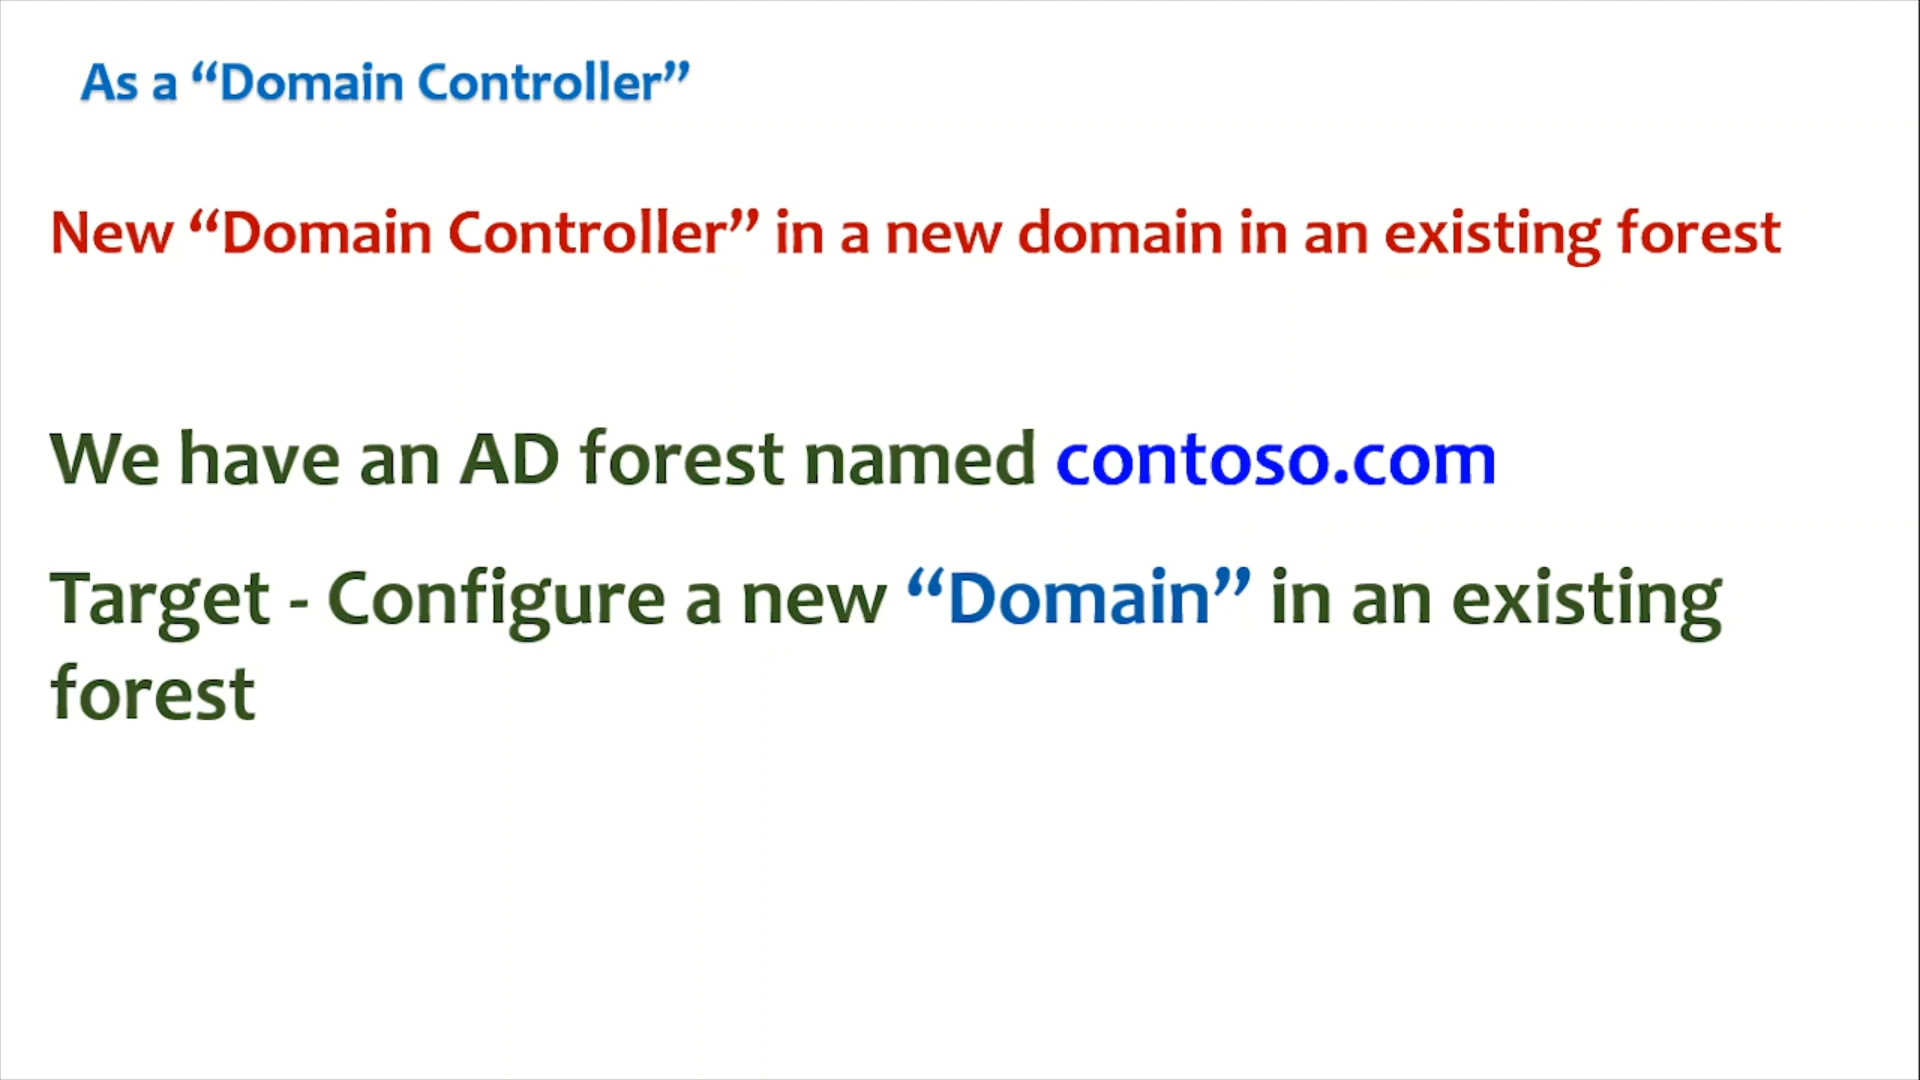 As a “Domain Controller”
New “Domain Controller” in a new domain in an existing forest
We have an AD forest named contoso.com
Target - Configure a new “Domain” in an existing
forest